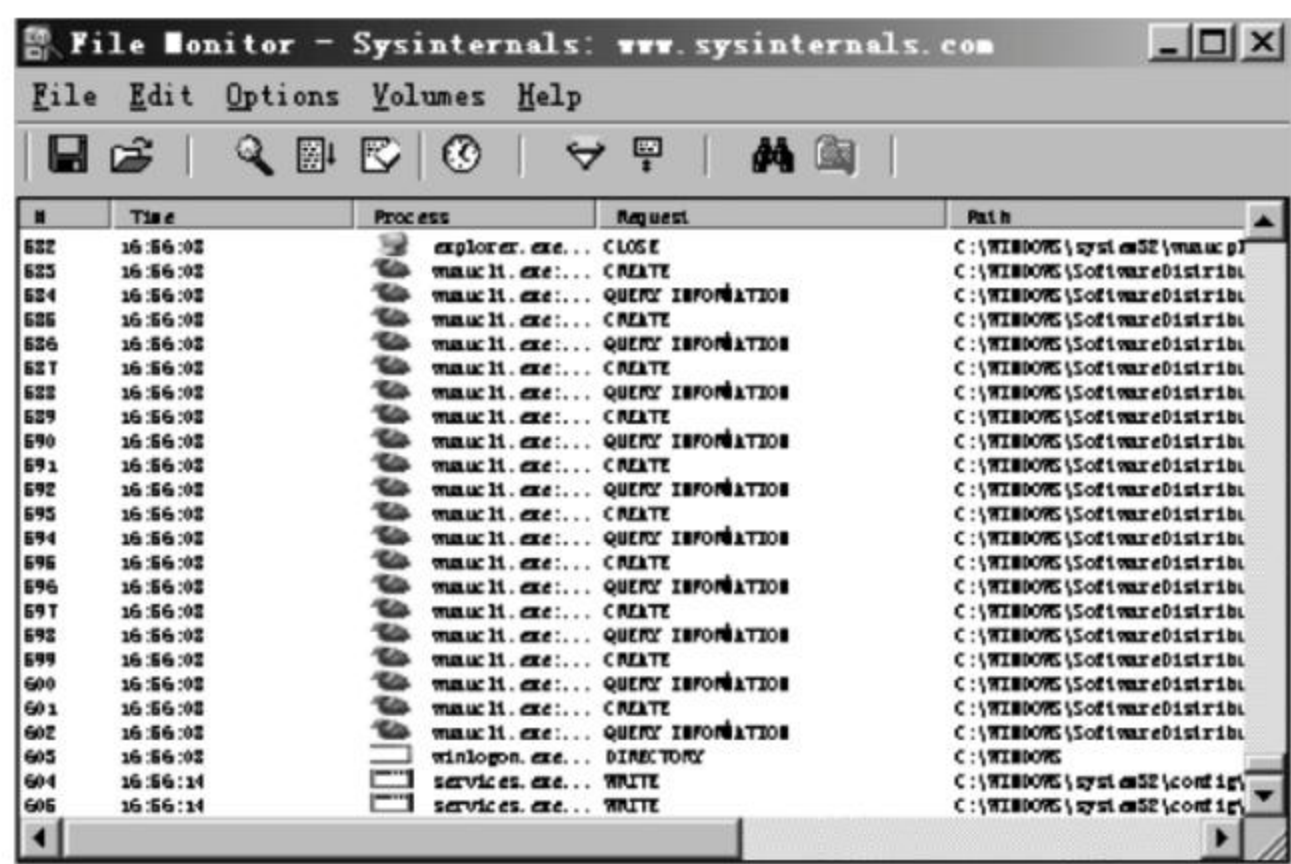 File Monitor - Sysinternals: www.sysinternals.com
File Edit Options Volumes Help
# Time Process Request Path
582 16:56:08 explorer.exe... CLOSE C:\WINDOWS\system32\wuaucpl
583 16:56:08 wuauclt.exe:... CREATE C:\WINDOWS\SoftwareDistribu
584 16:56:08 wuauclt.exe:... QUERY INFORMATION C:\WINDOWS\SoftwareDistribu
585 16:56:08 wuauclt.exe:... CREATE C:\WINDOWS\SoftwareDistribu
586 16:56:08 wuauclt.exe:... QUERY INFORMATION C:\WINDOWS\SoftwareDistribu
587 16:56:08 wuauclt.exe:... CREATE C:\WINDOWS\SoftwareDistribu
588 16:56:08 wuauclt.exe:... QUERY INFORMATION C:\WINDOWS\SoftwareDistribu
589 16:56:08 wuauclt.exe:... CREATE C:\WINDOWS\SoftwareDistribu
590 16:56:08 wuauclt.exe:... QUERY INFORMATION C:\WINDOWS\SoftwareDistribu
591 16:56:08 wuauclt.exe:... CREATE C:\WINDOWS\SoftwareDistribu
592 16:56:08 wuauclt.exe:... QUERY INFORMATION C:\WINDOWS\SoftwareDistribu
593 16:56:08 wuauclt.exe:... CREATE C:\WINDOWS\SoftwareDistribu
594 16:56:08 wuauclt.exe:... QUERY INFORMATION C:\WINDOWS\SoftwareDistribu
595 16:56:08 wuauclt.exe:... CREATE C:\WINDOWS\SoftwareDistribu
596 16:56:08 wuauclt.exe:... QUERY INFORMATION C:\WINDOWS\SoftwareDistribu
597 16:56:08 wuauclt.exe:... CREATE C:\WINDOWS\SoftwareDistribu
598 16:56:08 wuauclt.exe:... QUERY INFORMATION C:\WINDOWS\SoftwareDistribu
599 16:56:08 wuauclt.exe:... CREATE C:\WINDOWS\SoftwareDistribu
600 16:56:08 wuauclt.exe:... QUERY INFORMATION C:\WINDOWS\SoftwareDistribu
601 16:56:08 wuauclt.exe:... CREATE C:\WINDOWS\SoftwareDistribu
602 16:56:08 wuauclt.exe:... QUERY INFORMATION C:\WINDOWS\SoftwareDistribu
603 16:56:08 winlogon.exe... DIRECTORY C:\WINDOWS
604 16:56:14 services.exe... WRITE C:\WINDOWS\system32\config\
605 16:56:14 services.exe... WRITE C:\WINDOWS\system32\config\